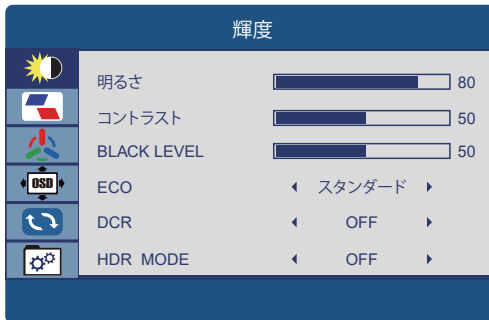 輝度
明るさ 80
コントラスト 50
BLACK LEVEL 50
ECO スタンダード
OSD
DCR OFF
HDR MODE OFF